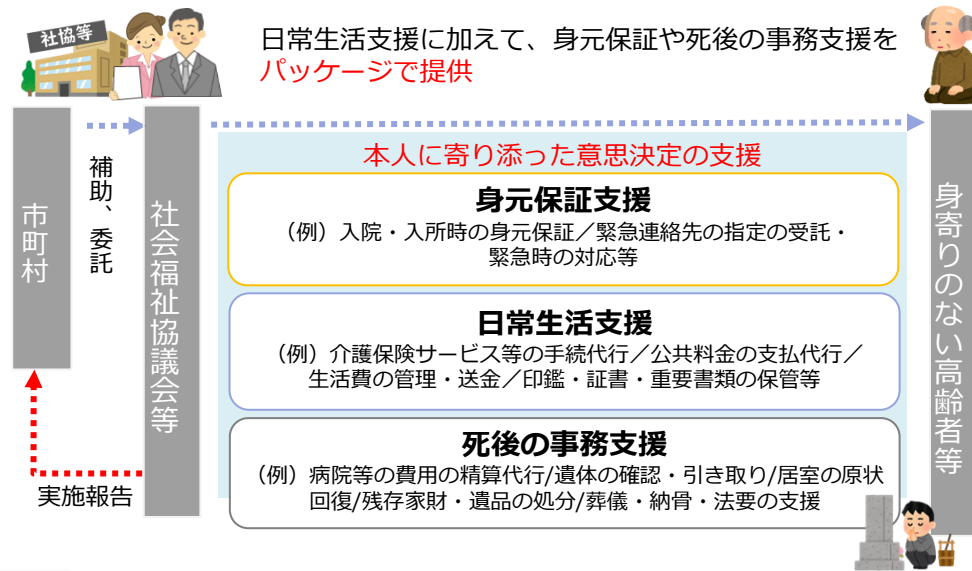 社協等
日常生活支援に加えて、身元保証や死後の事務支援を
パッケージで提供
市町村
補助、委託
社会福祉協議会等
実施報告
本人に寄り添った意思決定の支援
身元保証支援
（例）入院・入所時の身元保証／緊急連絡先の指定の受託・
緊急時の対応等
日常生活支援
（例）介護保険サービス等の手続代行／公共料金の支払代行／
生活費の管理・送金／印鑑・証書・重要書類の保管等
死後の事務支援
（例）病院等の費用の精算代行/遺体の確認・引き取り/居室の原状
回復/残存家財・遺品の処分/葬儀・納骨・法要の支援
身寄りのない高齢者等